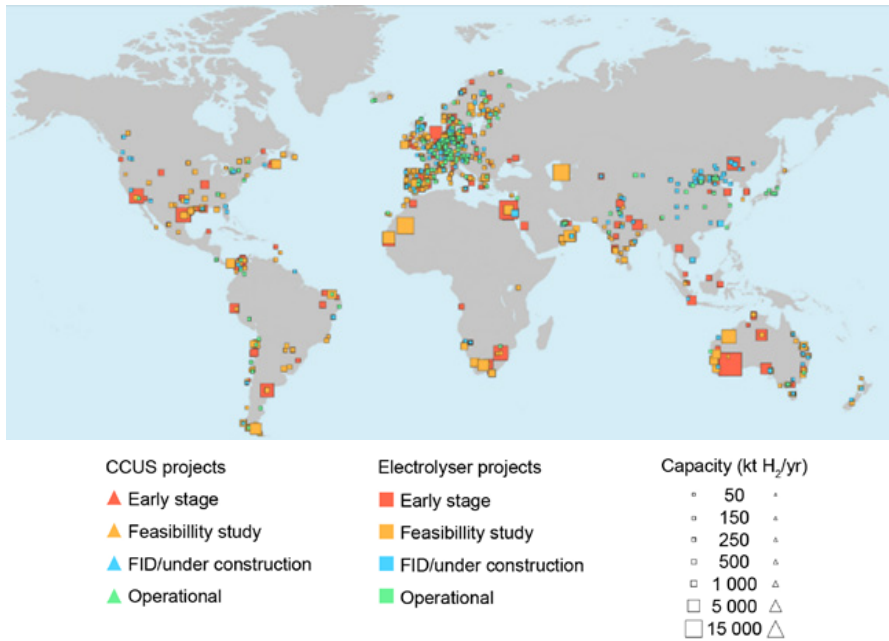 CCUS projects
Early stage
Feasibillity study
FID/under construction
Operational
Electrolyser projects
Early stage
Feasibillity study
FID/under construction
Operational
Capacity (kt H₂/yr)
50
150
250
500
1 000
5 000
15 000